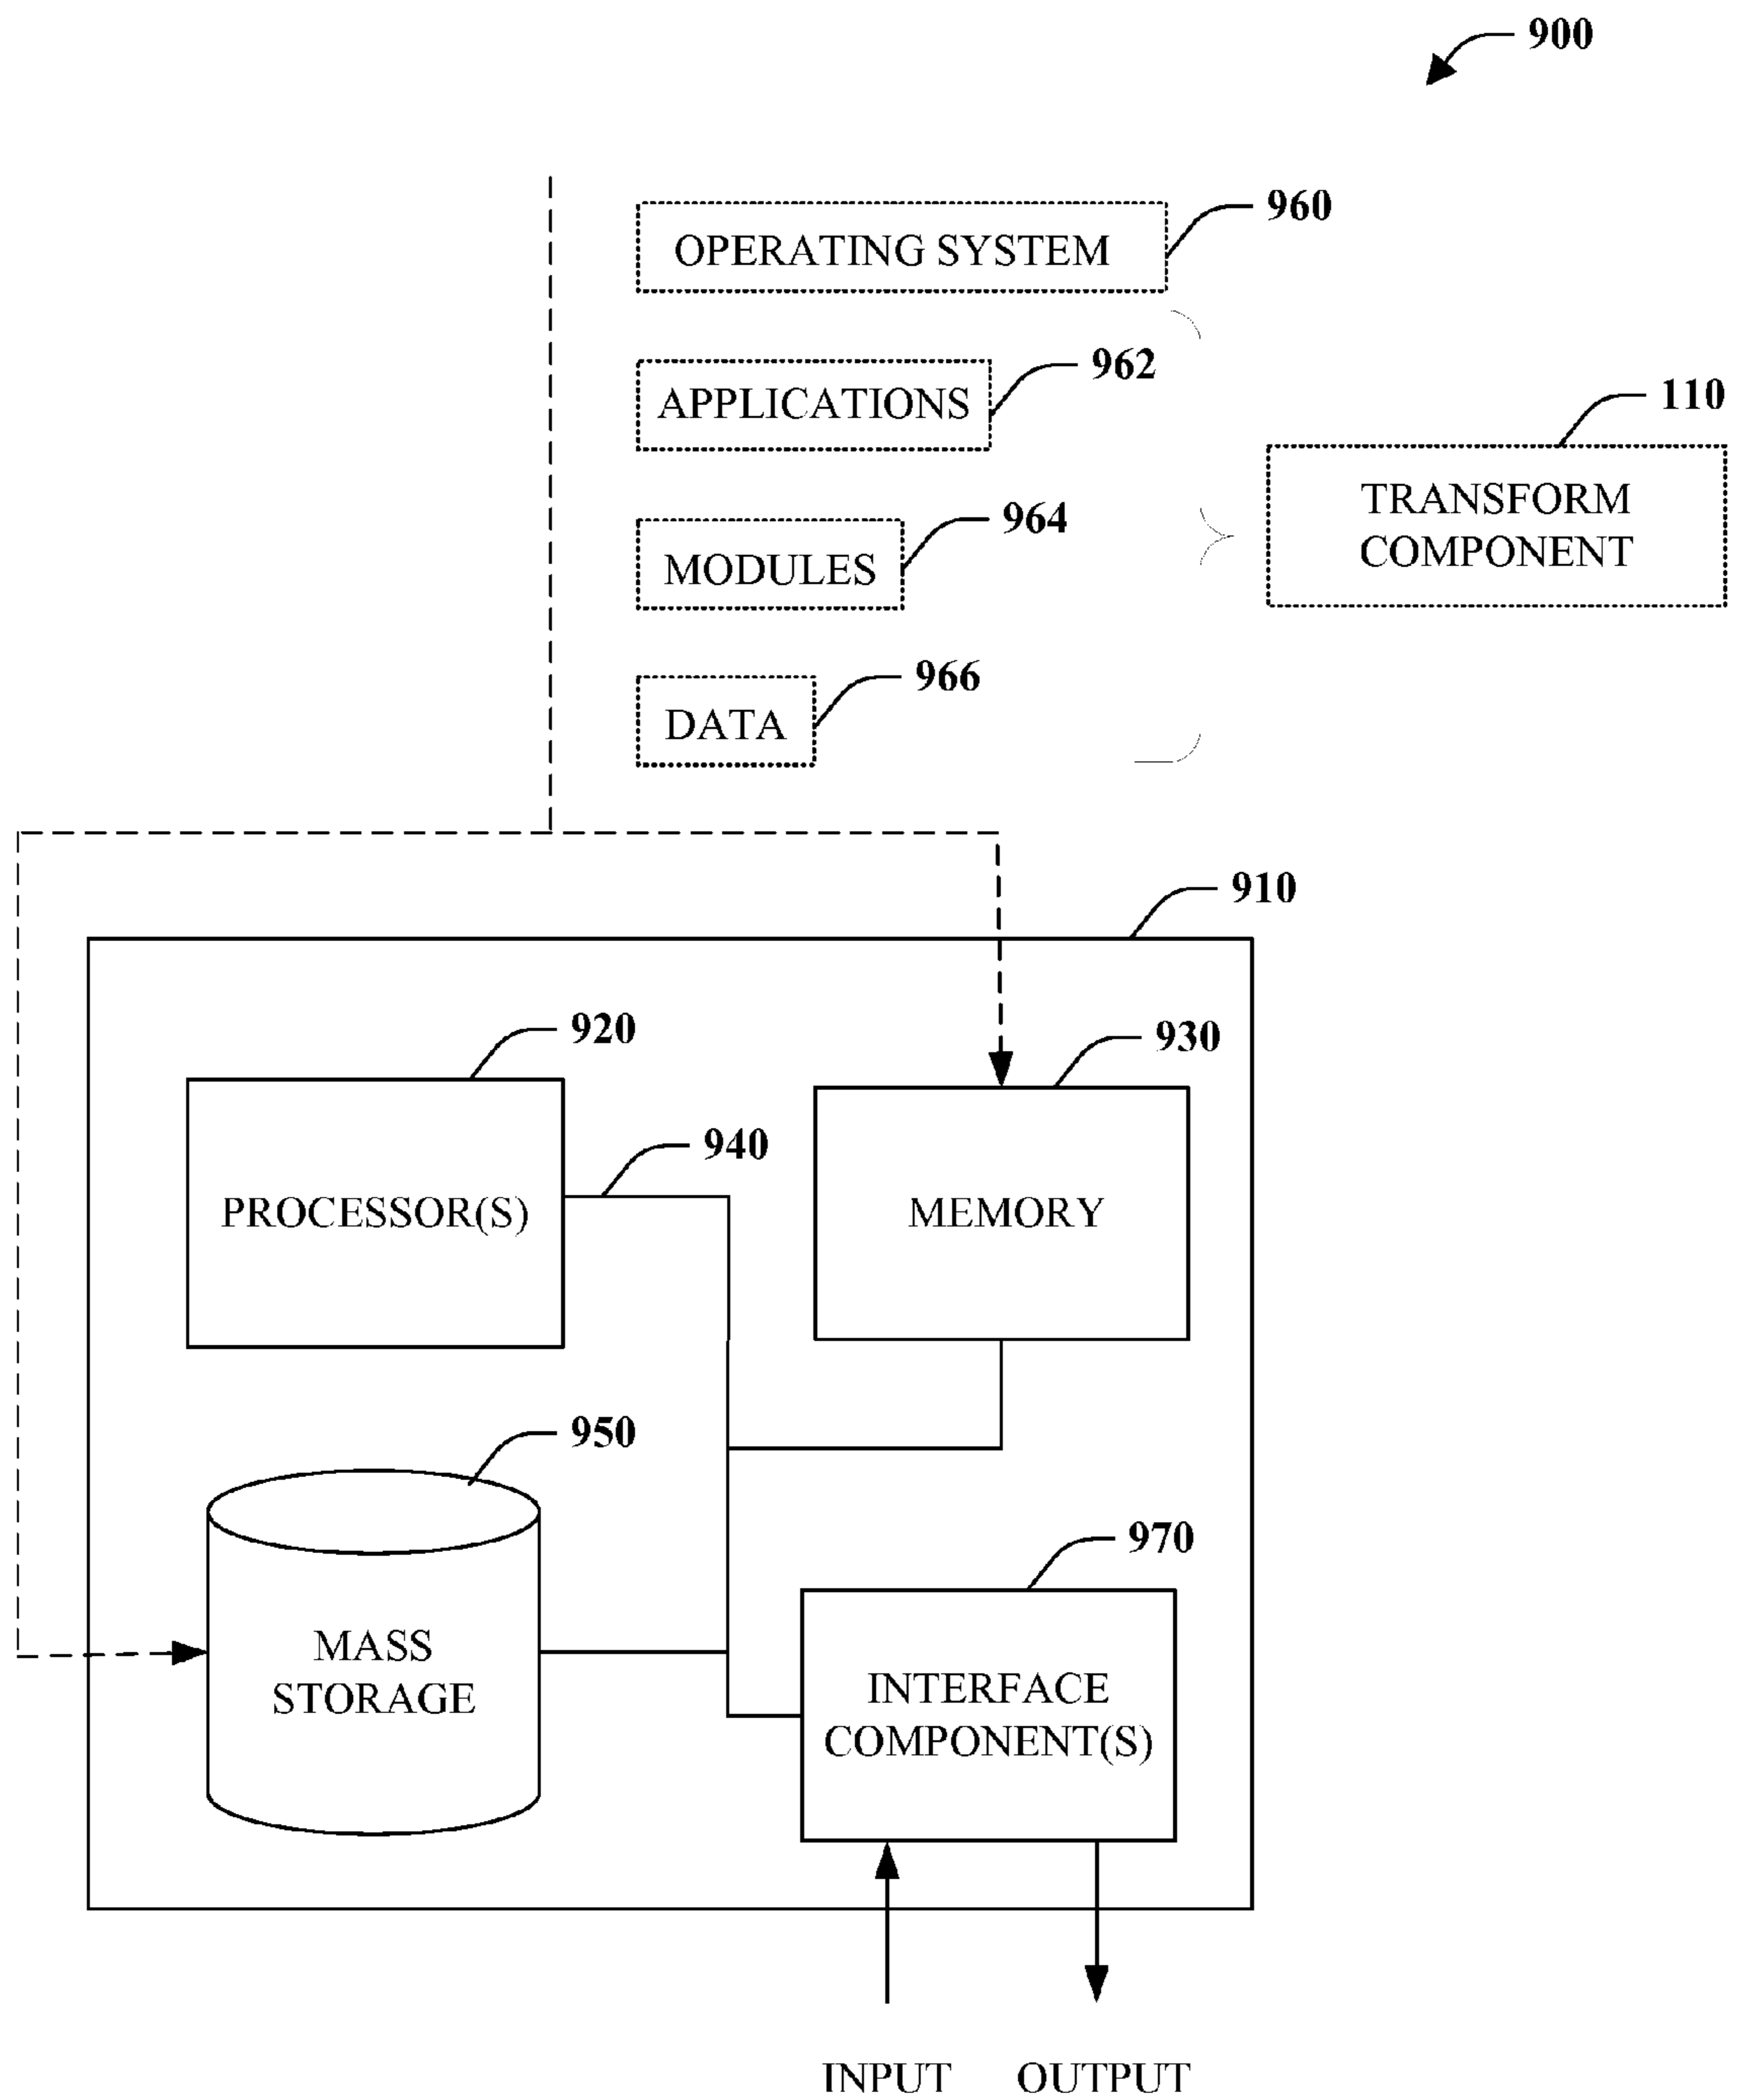 900
960
OPERATING SYSTEM
962
APPLICATIONS
110
TRANSFORM
COMPONENT
964
MODULES
966
DATA
910
920
930
940
PROCESSOR(S)
MEMORY
950
970
MASS
STORAGE
INTERFACE
COMPONENT(S)
INPUT
OUTPUT